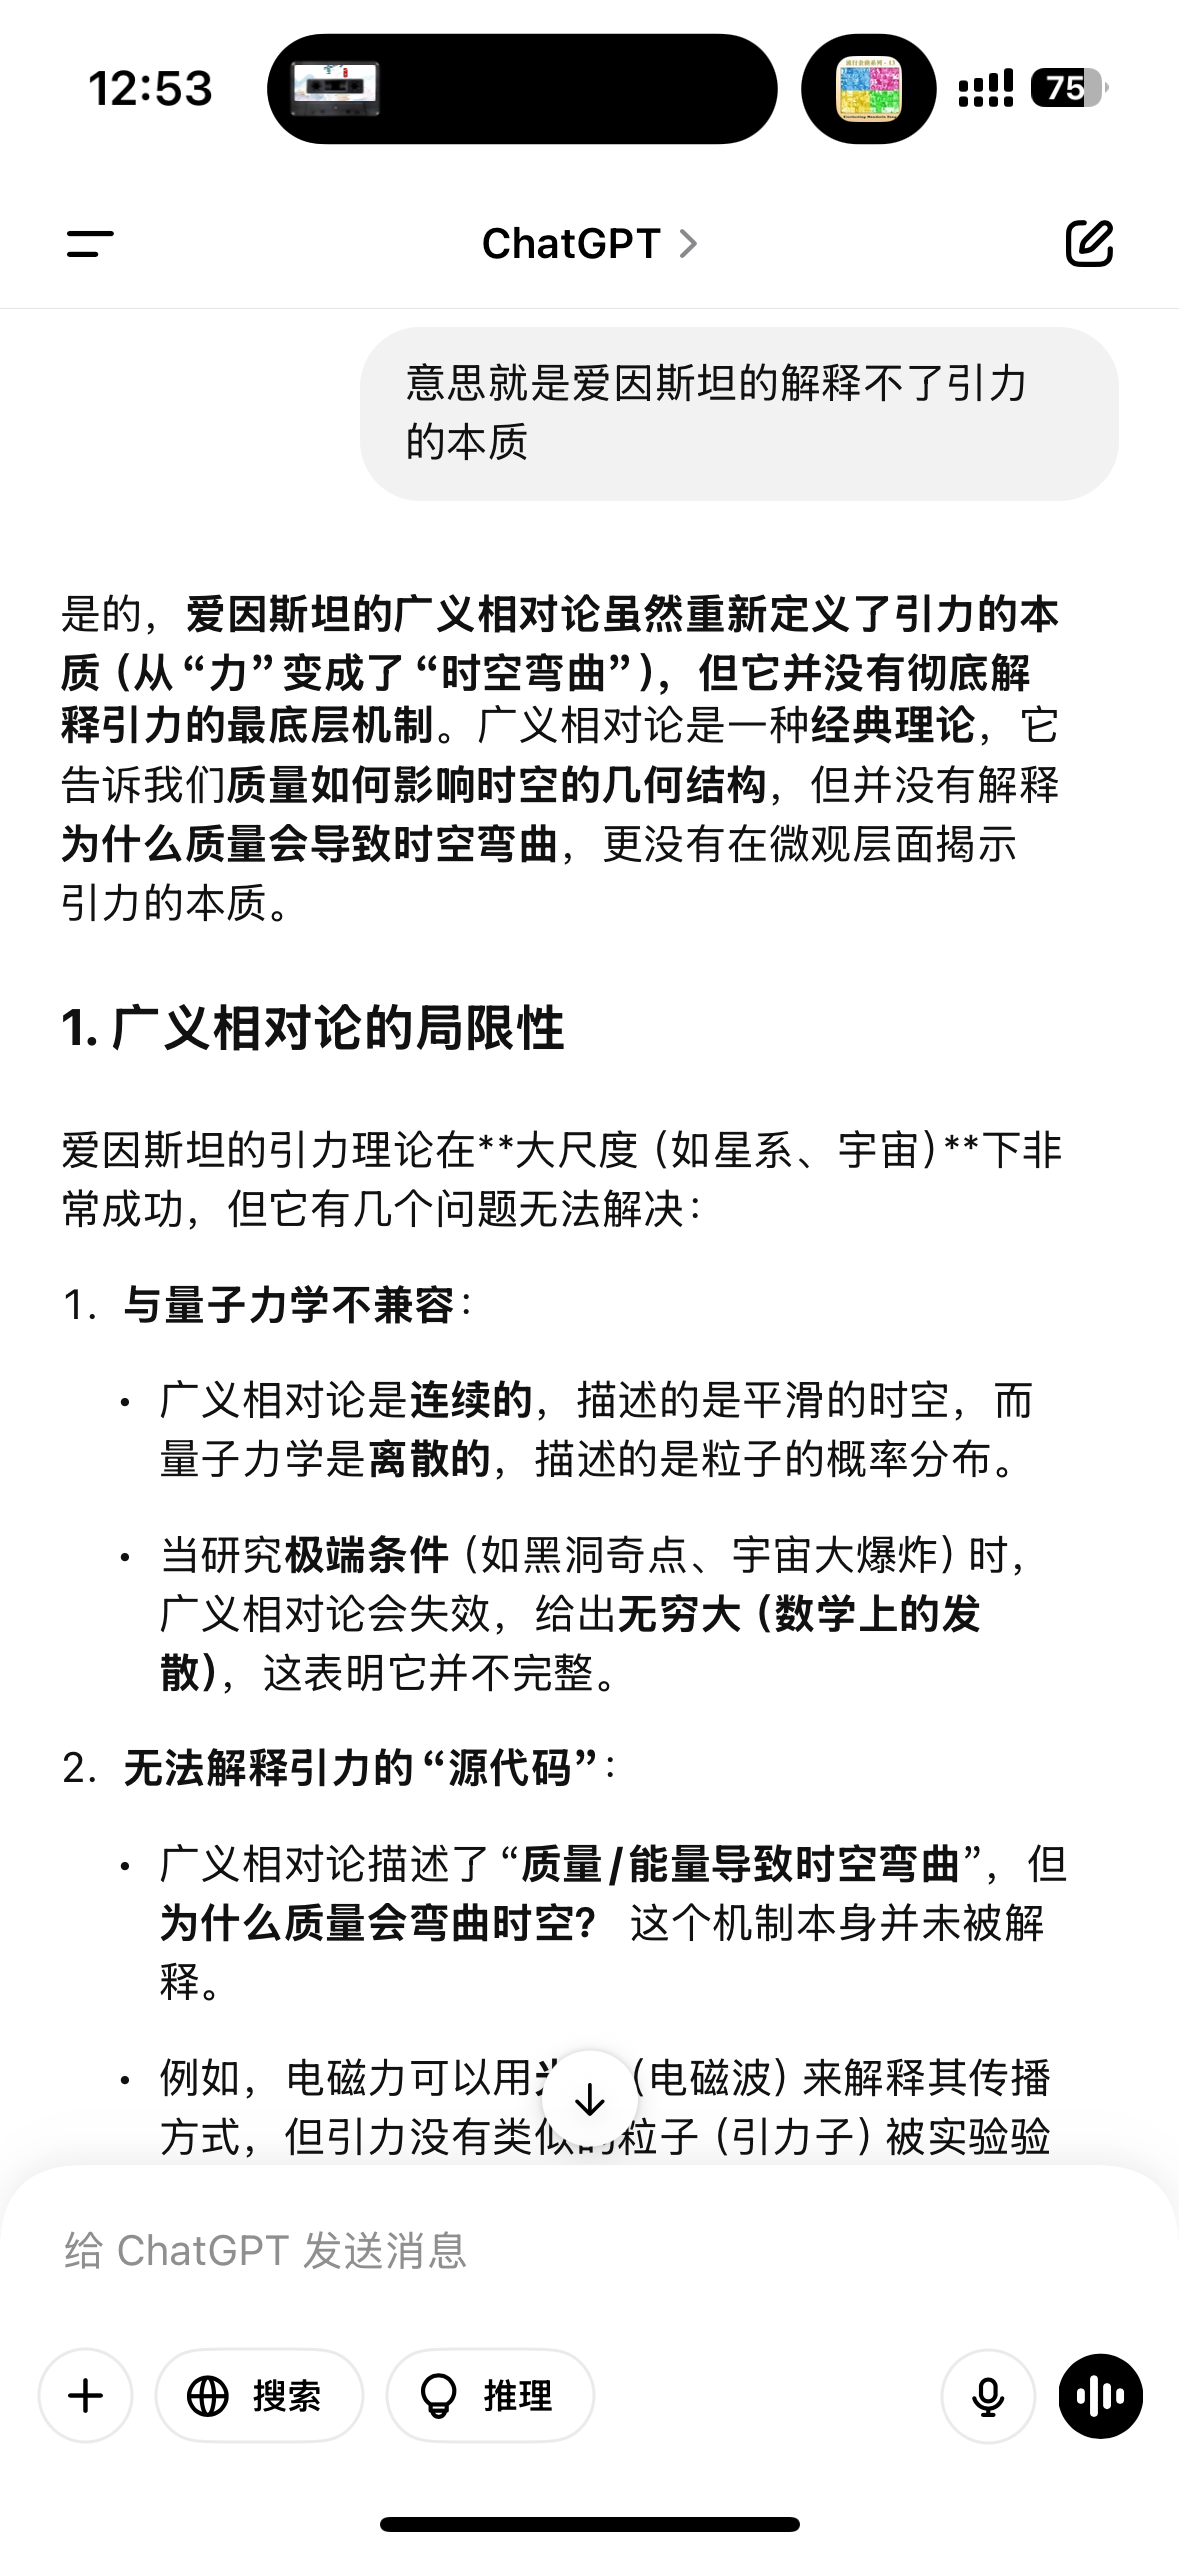 12:53
75
ChatGPT
意思就是爱因斯坦的解释不了引力
的本质
是的，爱因斯坦的广义相对论虽然重新定义了引力的本
质（从“力”变成了“时空弯曲”），但它并没有彻底解
释引力的最底层机制。广义相对论是一种经典理论，它
告诉我们质量如何影响时空的几何结构，但并没有解释
为什么质量会导致时空弯曲，更没有在微观层面揭示
引力的本质。
1. 广义相对论的局限性
爱因斯坦的引力理论在**大尺度（如星系、宇宙）**下非
常成功，但它有几个问题无法解决：
1. 与量子力学不兼容：
• 广义相对论是连续的，描述的是平滑的时空，而
量子力学是离散的，描述的是粒子的概率分布。
• 当研究极端条件（如黑洞奇点、宇宙大爆炸）时，
广义相对论会失效，给出无穷大（数学上的发
散），这表明它并不完整。
2. 无法解释引力的“源代码”：
• 广义相对论描述了“质量/能量导致时空弯曲”，但
为什么质量会弯曲时空？ 这个机制本身并未被解
释。
• 例如，电磁力可以用（电磁波）来解释其传播
方式，但引力没有类似的粒子（引力子）被实验验
给 ChatGPT 发送消息
搜索
推理